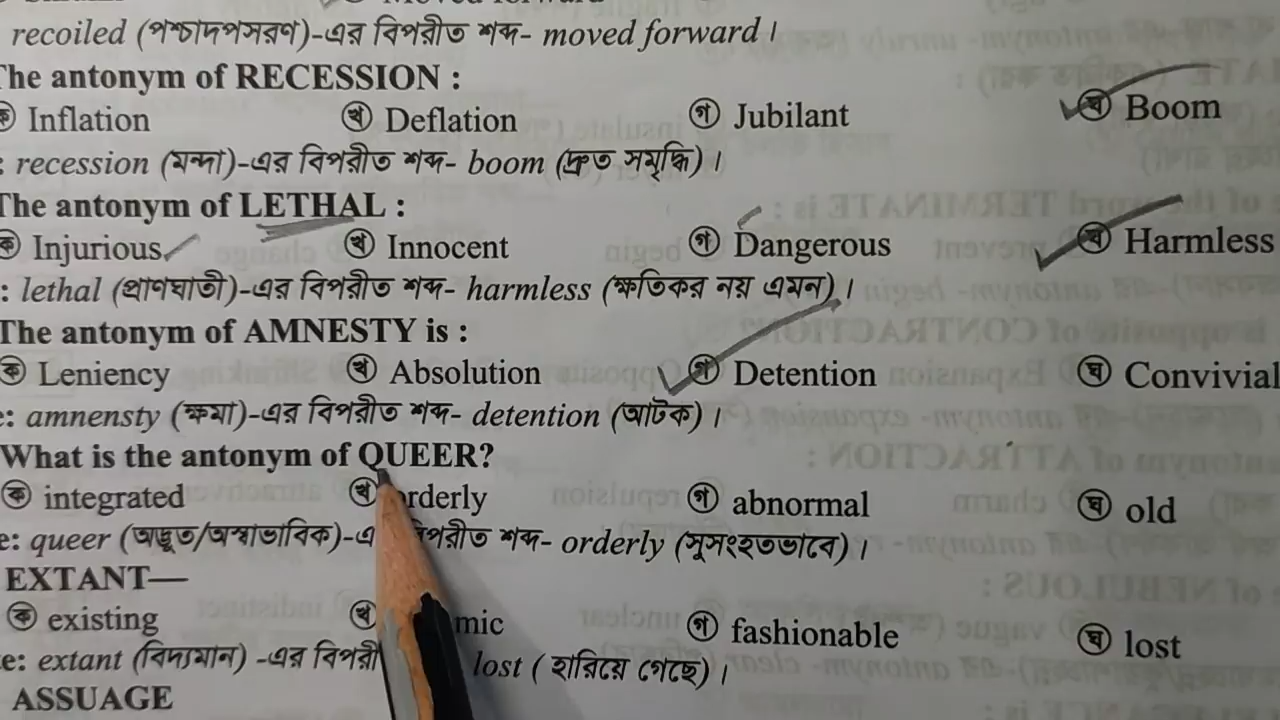 recoiled (পশ্চাদপসরণ)-এর বিপরীত শব্দ- moved forward।
The antonym of RECESSION :
ক Inflation খ Deflation গ Jubilant ঘ Boom
: recession (মন্দা)-এর বিপরীত শব্দ- boom (দ্রুত সমৃদ্ধি)।
The antonym of LETHAL :
ক Injurious খ Innocent গ Dangerous ঘ Harmless
: lethal (প্রাণঘাতী)-এর বিপরীত শব্দ- harmless (ক্ষতিকর নয় এমন)।
The antonym of AMNESTY is :
ক Leniency খ Absolution গ Detention ঘ Convivial
e: amnensty (ক্ষমা)-এর বিপরীত শব্দ- detention (আটক)।
What is the antonym of QUEER?
ক integrated খ orderly গ abnormal ঘ old
e: queer (অদ্ভূত/অস্বাভাবিক)-এ বিপরীত শব্দ- orderly (সুসংহতভাবে)।
EXTANT—
ক existing খ mic গ fashionable ঘ lost
e: extant (বিদ্যমান) -এর বিপরী lost ( হারিয়ে গেছে)।
ASSUAGE